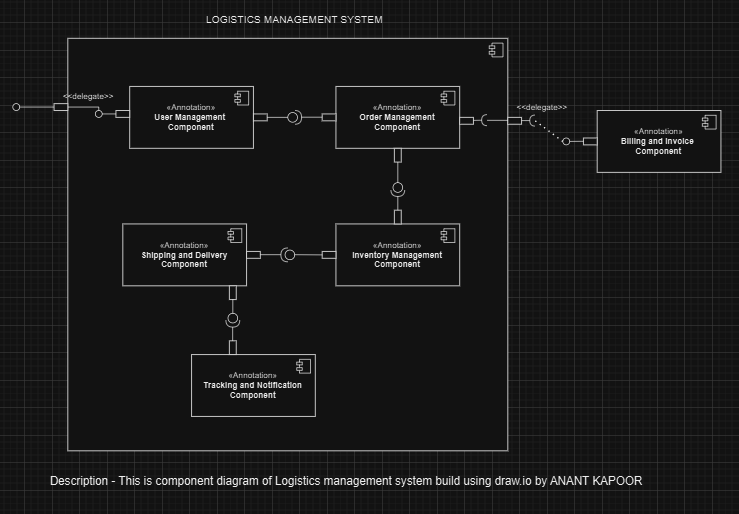 LOGISTICS MANAGEMENT SYSTEM
<<delegate>>
«Annotation»
User Management
Component
«Annotation»
Order Management
Component
<<delegate>>
«Annotation»
Billing and Invoice
Component
«Annotation»
Shipping and Delivery
Component
«Annotation»
Inventory Management
Component
«Annotation»
Tracking and Notification
Component
Description - This is component diagram of Logistics management system build using draw.io by ANANT KAPOOR